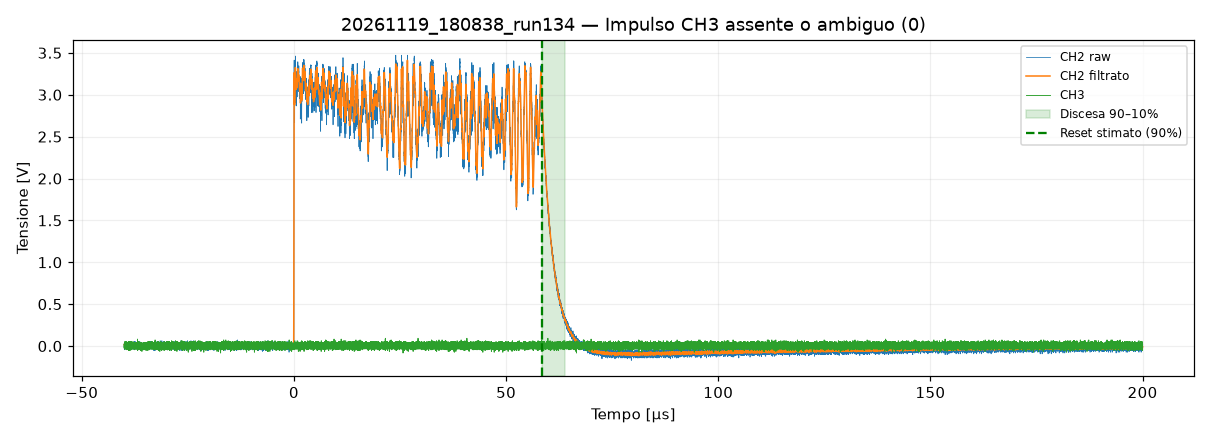 20261119_180838_run134 — Impulso CH3 assente o ambiguo (0)
CH2 raw
CH2 filtrato
CH3
Discesa 90–10%
Reset stimato (90%)
Tensione [V]
3.5
3.0
2.5
2.0
1.5
1.0
0.5
0.0
−50
0
50
100
150
200
Tempo [µs]